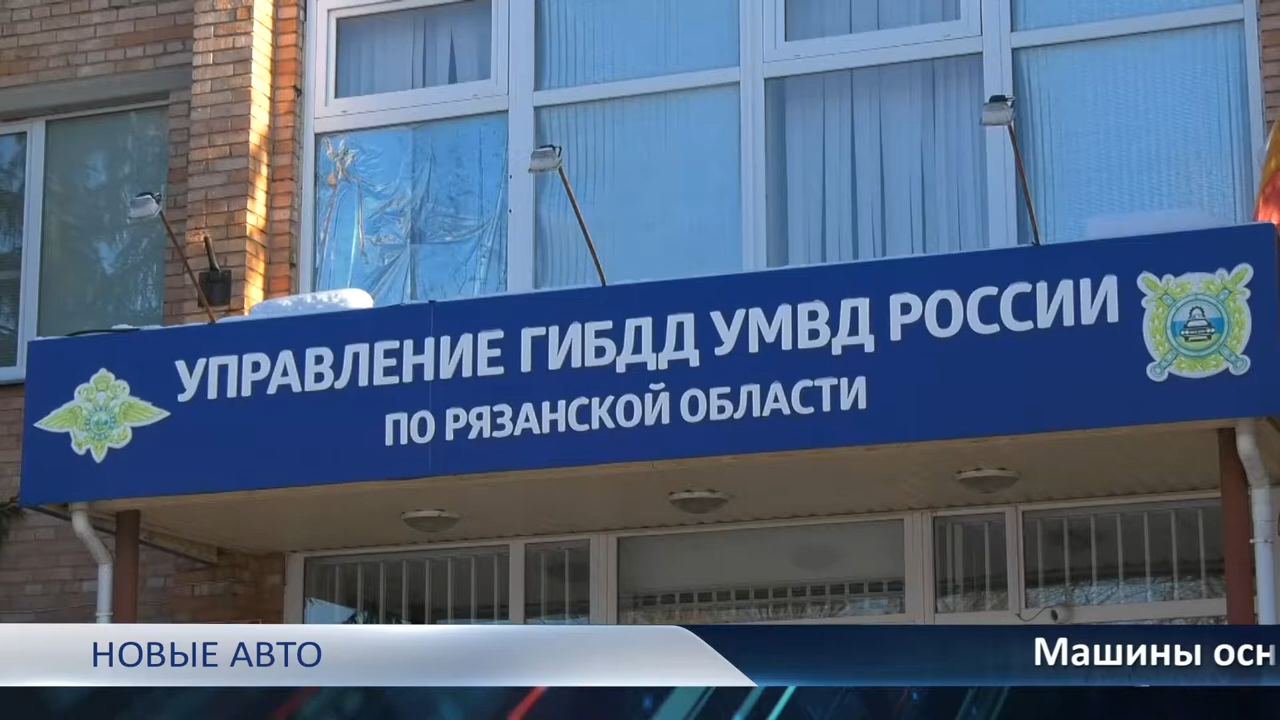 УПРАВЛЕНИЕ ГИБДД УМВД РОССИИ
ПО РЯЗАНСКОЙ ОБЛАСТИ
НОВЫЕ АВТО
Машины осн